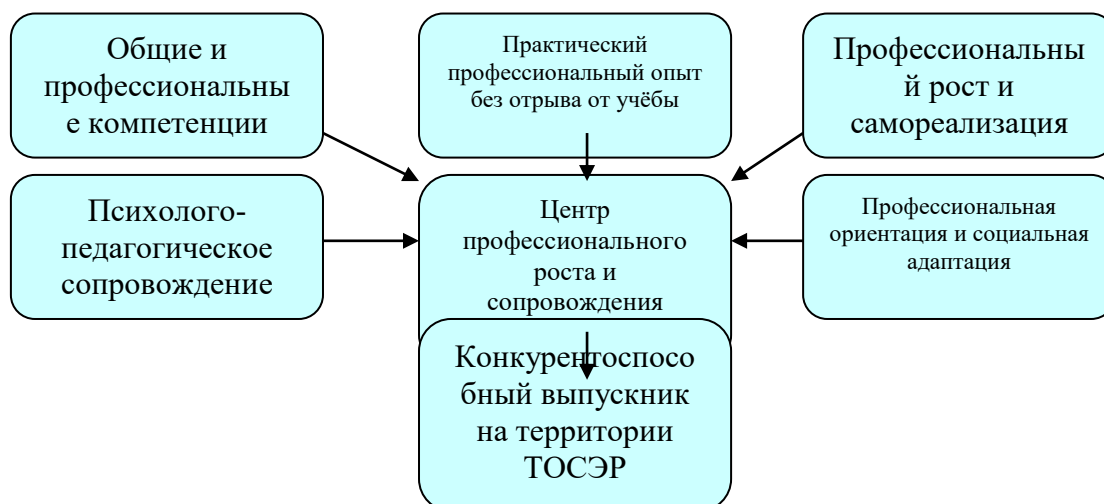 Общие и
профессиональны
е компетенции
Практический
профессиональный опыт
без отрыва от учёбы
Профессиональны
й рост и
самореализация
Психолого-
педагогическое
сопровождение
Центр
профессионального
роста и
сопровождения
Профессиональная
ориентация и социальная
адаптация
Конкурентоспосо
бный выпускник
на территории
ТОСЭР